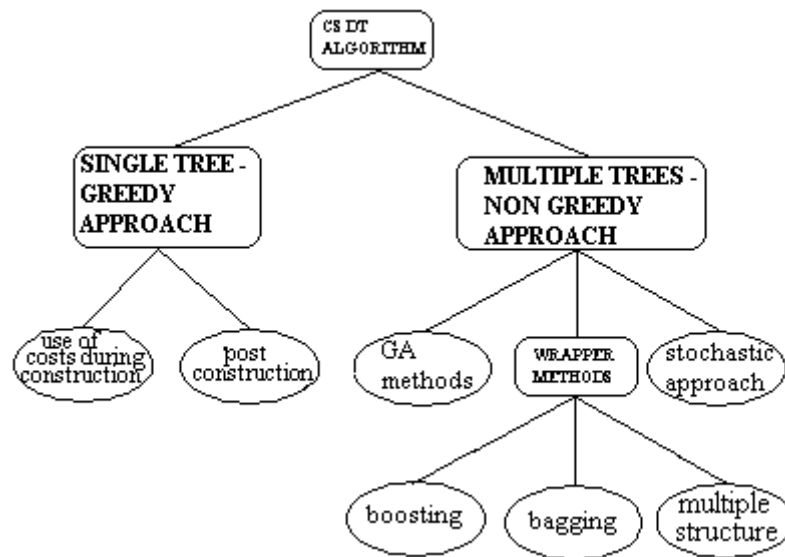 CS DT
ALGORITHM
SINGLE TREE -
GREEDY
APPROACH
MULTIPLE TREES -
NON GREEDY
APPROACH
use of
costs during
construction
post
construction
GA
methods
WRAPPER
METHODS
stochastic
approach
boosting
bagging
multiple
structure